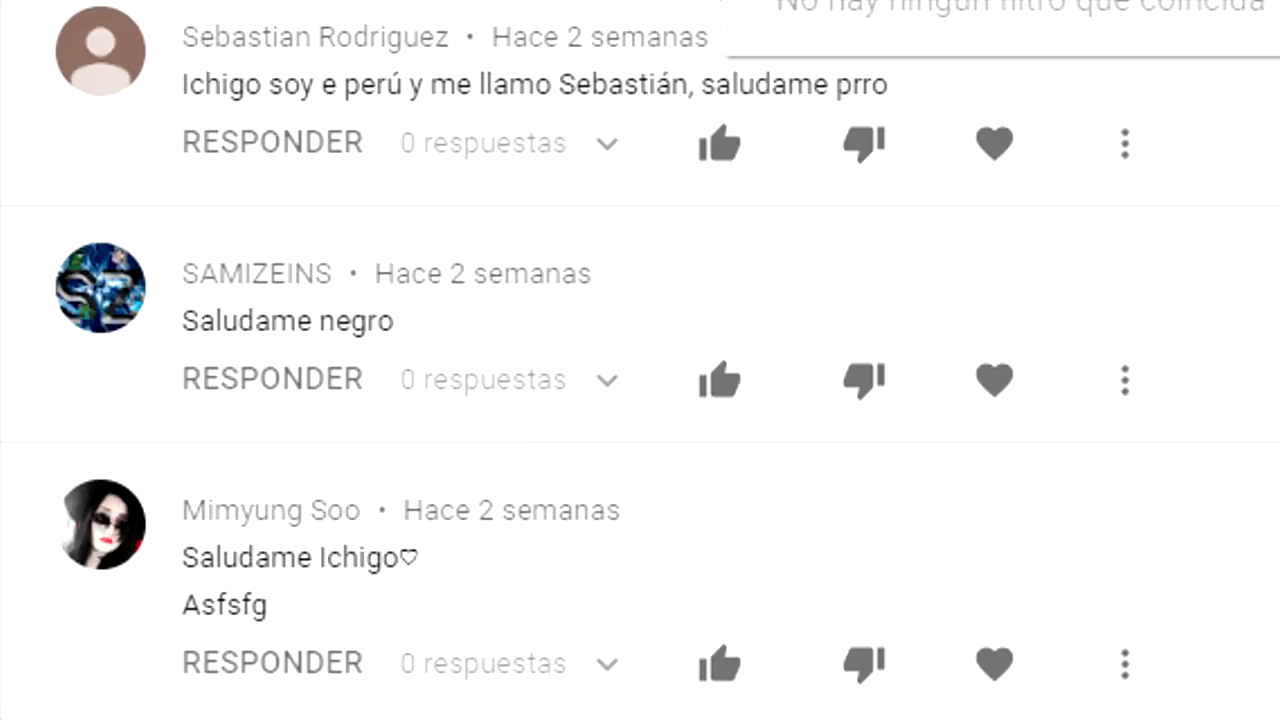 No hay ningún filtro que coincida
Sebastian Rodriguez • Hace 2 semanas
Ichigo soy e perú y me llamo Sebastián, saludame prro
RESPONDER 0 respuestas
SZ
SAMIZEINS • Hace 2 semanas
Saludame negro
RESPONDER 0 respuestas
Mimyung Soo • Hace 2 semanas
Saludame Ichigo♡
Asfsfg
RESPONDER 0 respuestas